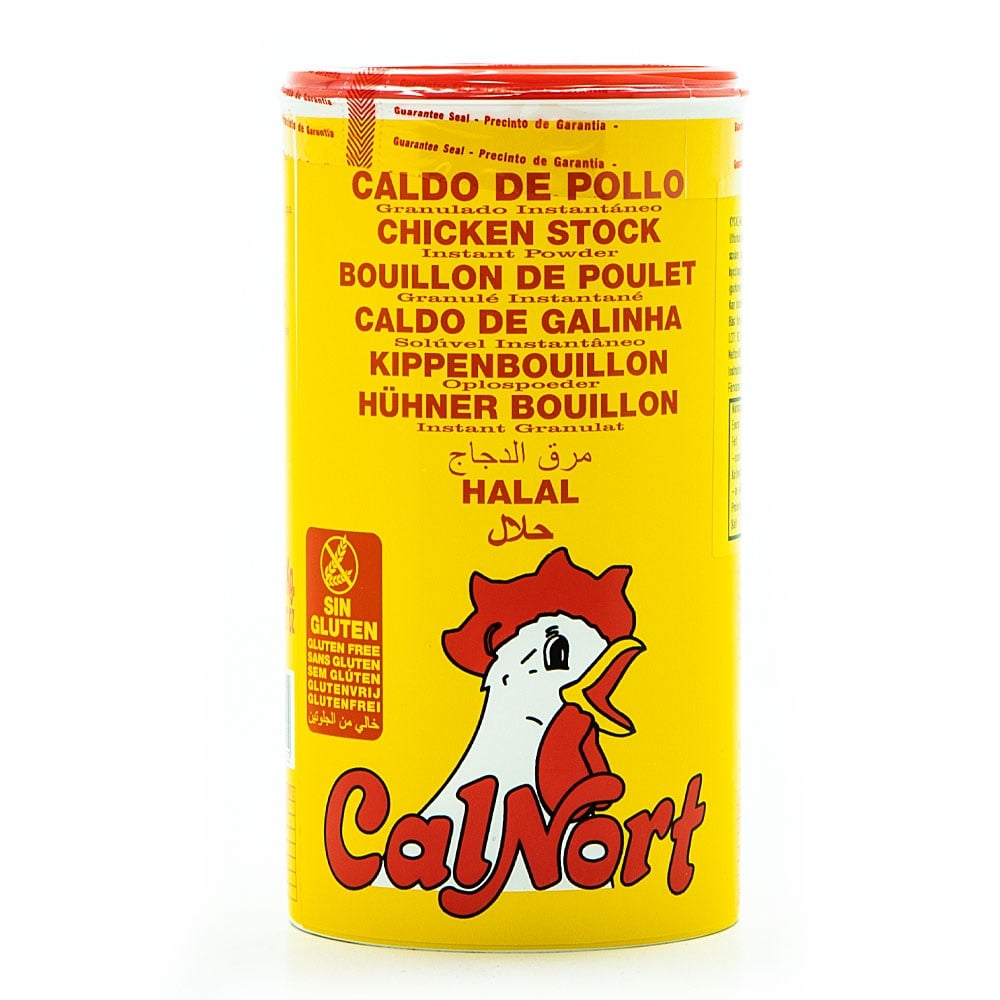 Guarantee Seal - Precinto de Garantia -
Guarantee Seal - Precinto de Garantia -
CALDO DE POLLO
Granulado Instantáneo
CHICKEN STOCK
Instant Powder
BOUILLON DE POULET
Granulé Instantané
CALDO DE GALINHA
Solúvel Instantâneo
KIPPENBOUILLON
Oplospoeder
HÜHNER BOUILLON
Instant Granulat
مرق الدجاج
HALAL
حلال
SIN
GLUTEN
GLUTEN FREE
SANS GLUTEN
SEM GLÚTEN
GLUTENVRIJ
GLUTENFREI
خالي من الجلوتين
CalNort